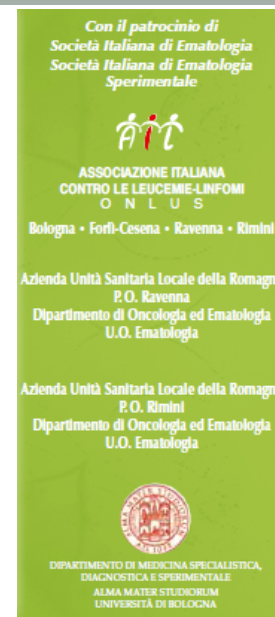 Con il patrocinio di
Società Italiana di Ematologia
Società Italiana di Ematologia
Sperimentale
AIL
ASSOCIAZIONE ITALIANA
CONTRO LE LEUCEMIE-LINFOMI
ONLUS
Bologna • Forlì-Cesena • Ravenna • Rimini
Azienda Unità Sanitaria Locale della Romagn
P.O. Ravenna
Dipartimento di Oncologia ed Ematologia
U.O. Ematologia
Azienda Unità Sanitaria Locale della Romagn
P.O. Rimini
Dipartimento di Oncologia ed Ematologia
U.O. Ematologia
DIPARTIMENTO DI MEDICINA SPECIALISTICA,
DIAGNOSTICA E SPERIMENTALE
ALMA MATER STUDIORUM
UNIVERSITÀ DI BOLOGNA